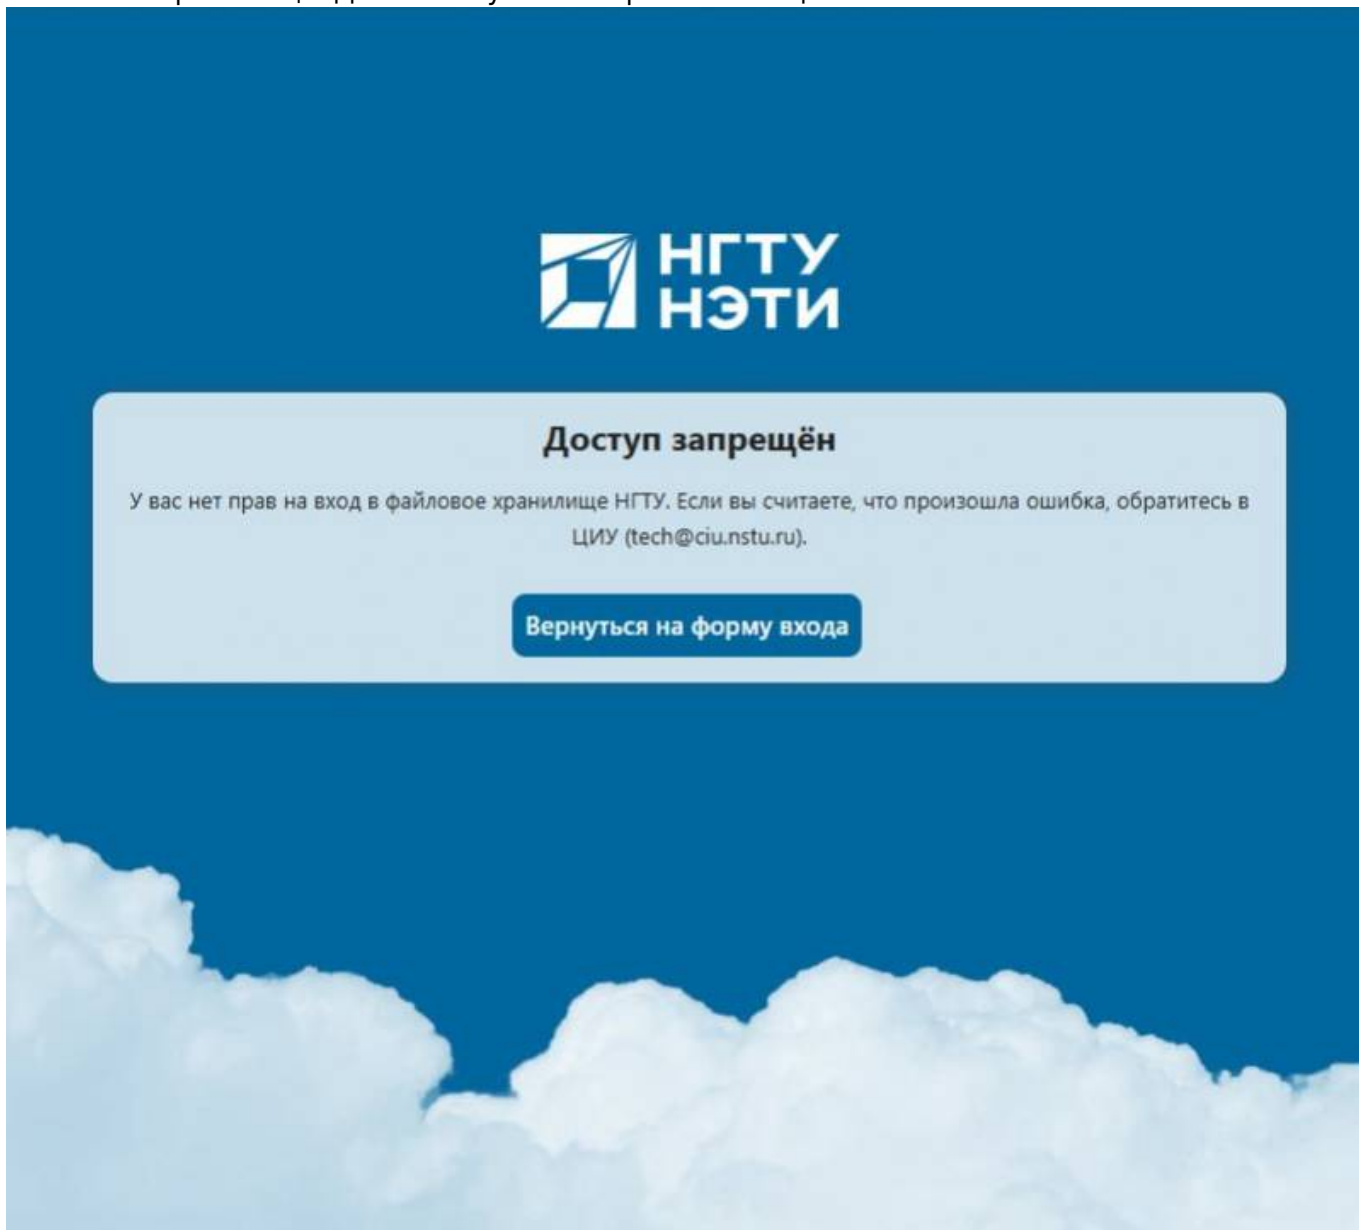 НГТУ
НЭТИ
Доступ запрещён
У вас нет прав на вход в файловое хранилище НГТУ. Если вы считаете, что произошла ошибка, обратитесь в
ЦИУ (tech@ciu.nstu.ru).
Вернуться на форму входа